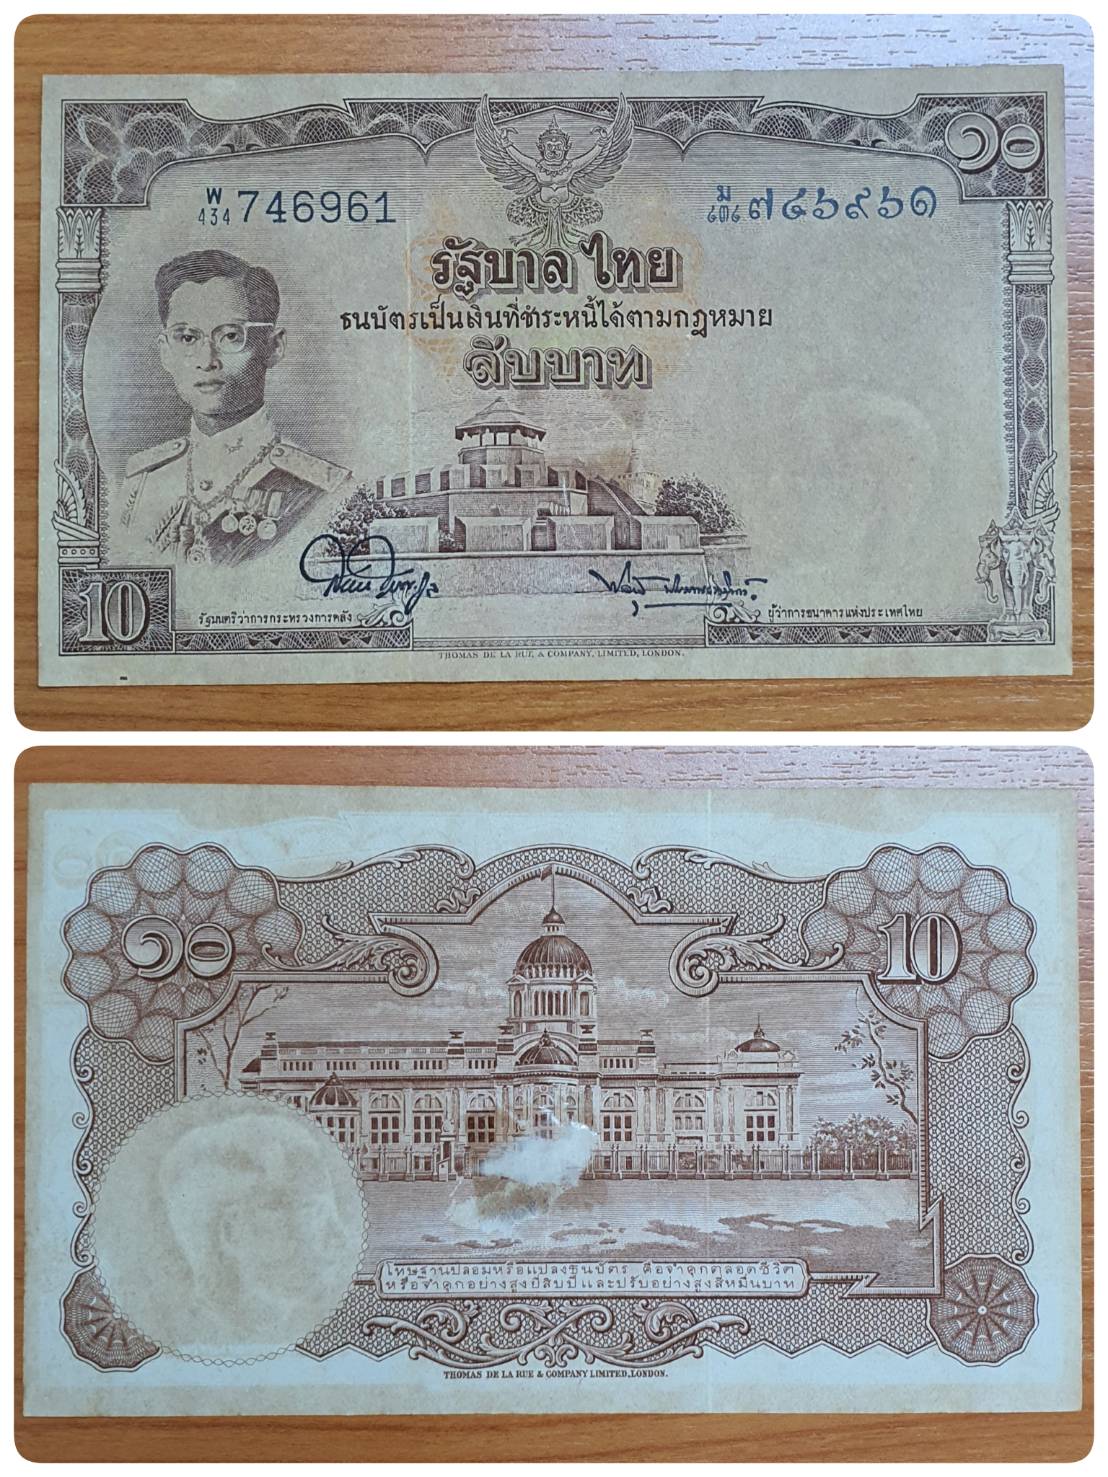 ๑๐
W
434 746961
ม
๔๓๔ ๗๔๖๙๖๑
รัฐบาลไทย
ธนบัตรเป็นเงินที่ชำระหนี้ได้ตามกฎหมาย
สิบบาท
10
รัฐมนตรีว่าการกระทรวงการคลัง
ผู้ว่าการธนาคารแห่งประเทศไทย
THOMAS DE LA RUE & COMPANY, LIMITED, LONDON.
๑๐
10
โทษฐานปลอมหรือแปลงธนบัตร คือจำคุกตลอดชีวิต
หรือจำคุกอย่างสูงยี่สิบปี และปรับอย่างสูงสี่หมื่นบาท
THOMAS DE LA RUE & COMPANY LIMITED, LONDON.